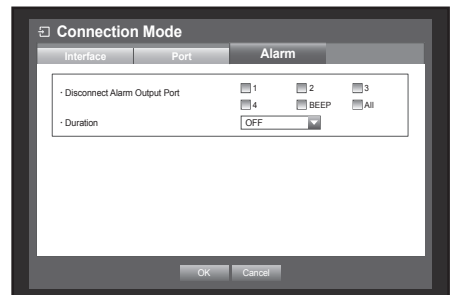 Connection Mode
Interface Port Alarm
· Disconnect Alarm Output Port 1 2 3
4 BEEP All
· Duration OFF
OK Cancel